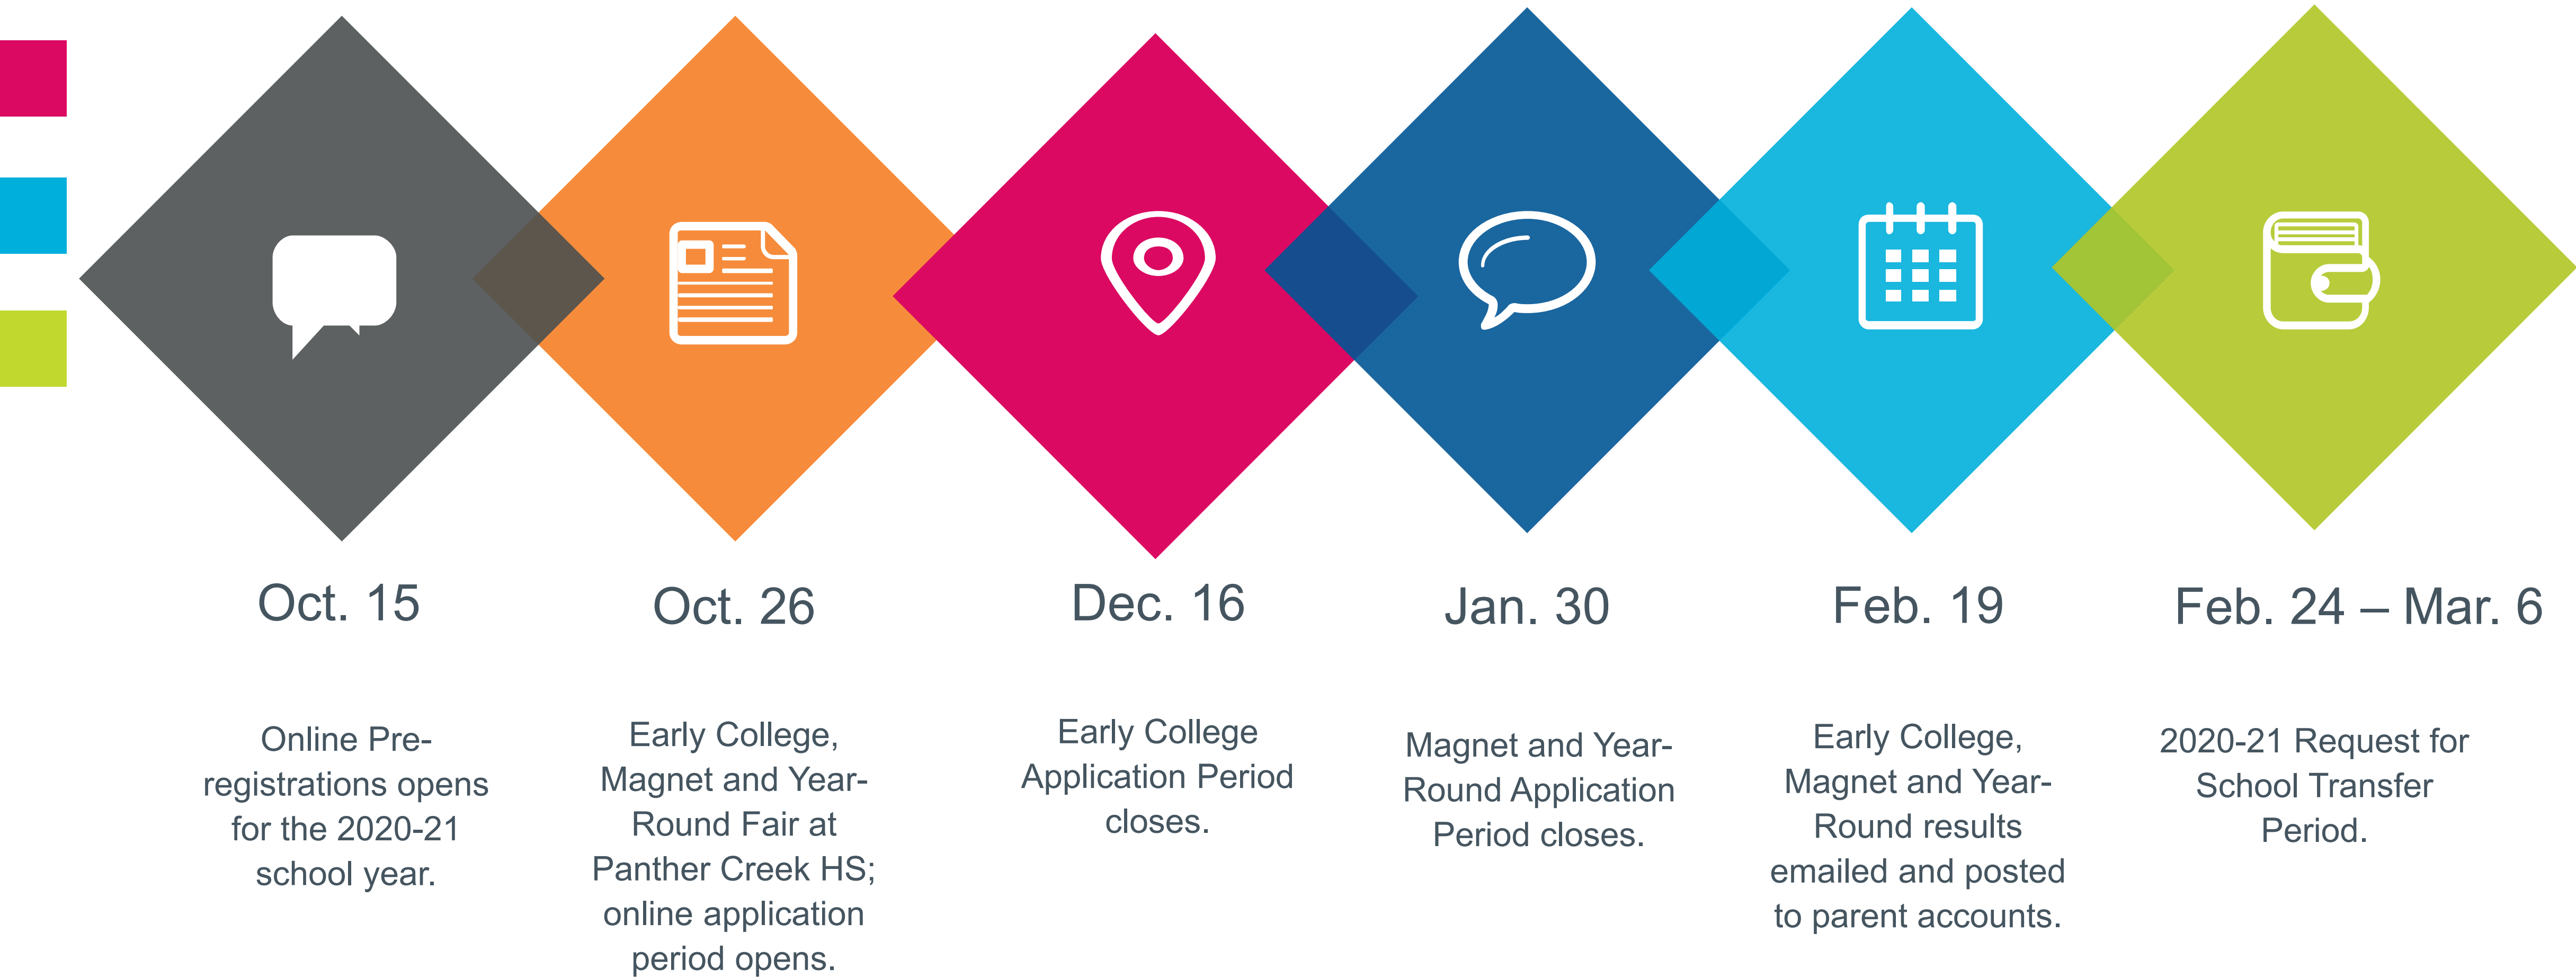 Oct. 15
Online Pre-
registrations opens
for the 2020-21
school year.
Oct. 26
Early College,
Magnet and Year-
Round Fair at
Panther Creek HS;
online application
period opens.
Dec. 16
Early College
Application Period
closes.
Jan. 30
Magnet and Year-
Round Application
Period closes.
Feb. 19
Early College,
Magnet and Year-
Round results
emailed and posted
to parent accounts.
Feb. 24 – Mar. 6
2020-21 Request for
School Transfer
Period.